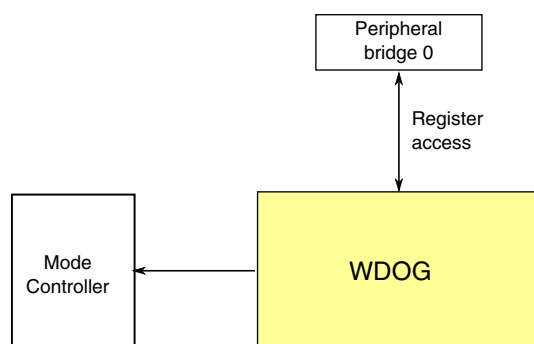 Peripheral
bridge 0
Register
access
Mode
Controller
WDOG